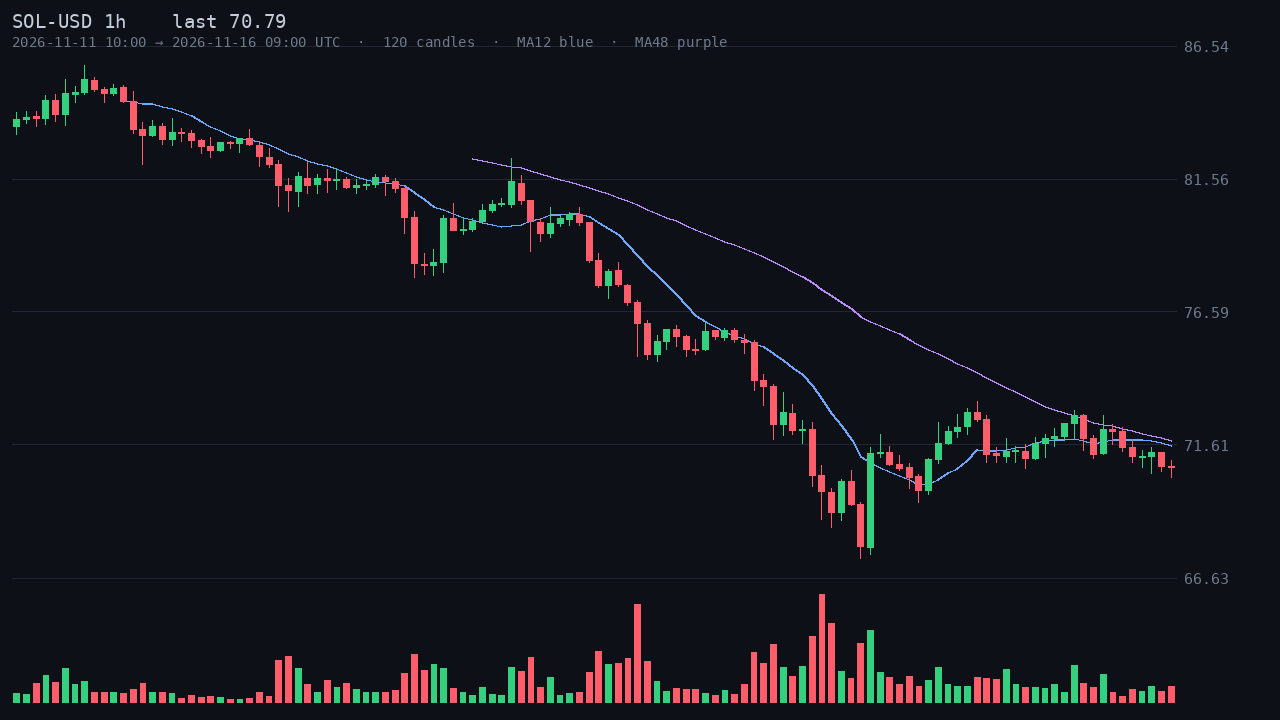 SOL-USD 1h    last 70.79
2026-11-11 10:00 → 2026-11-16 09:00 UTC  ·  120 candles  ·  MA12 blue  ·  MA48 purple
86.54
81.56
76.59
71.61
66.63